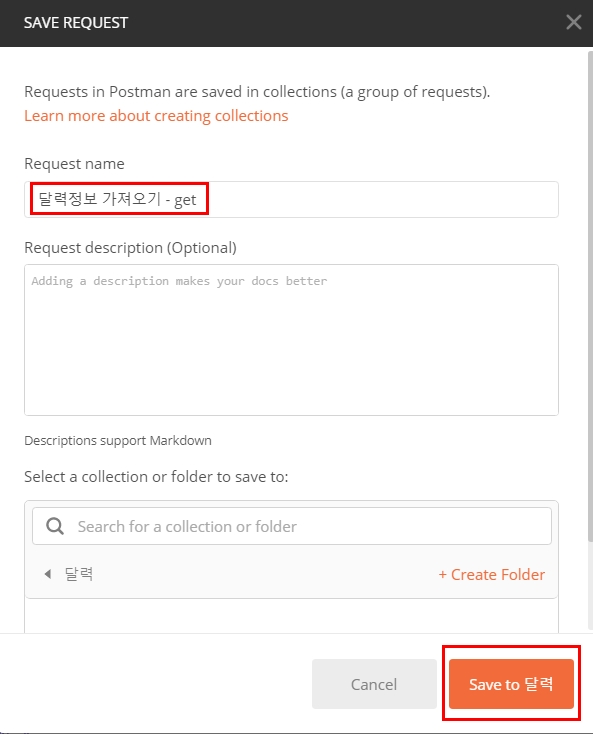 SAVE REQUEST
Requests in Postman are saved in collections (a group of requests).
Learn more about creating collections
Request name
달력정보 가져오기 - get
Request description (Optional)
Adding a description makes your docs better
Descriptions support Markdown
Select a collection or folder to save to:
Search for a collection or folder
달력 + Create Folder
Cancel Save to 달력